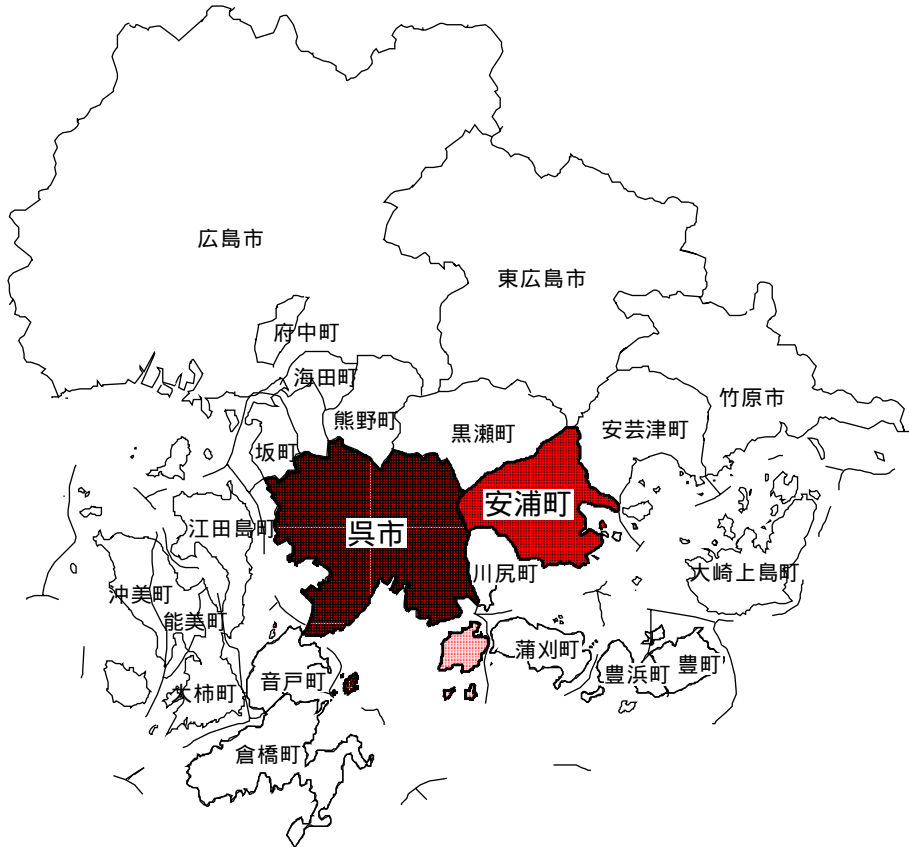 広島市
東広島市
府中町
海田町
竹原市
熊野町
黒瀬町
安芸津町
坂町
安浦町
江田島町
呉市
川尻町
大崎上島町
沖美町
能美町
蒲刈町
豊浜町
豊町
音戸町
大柿町
倉橋町